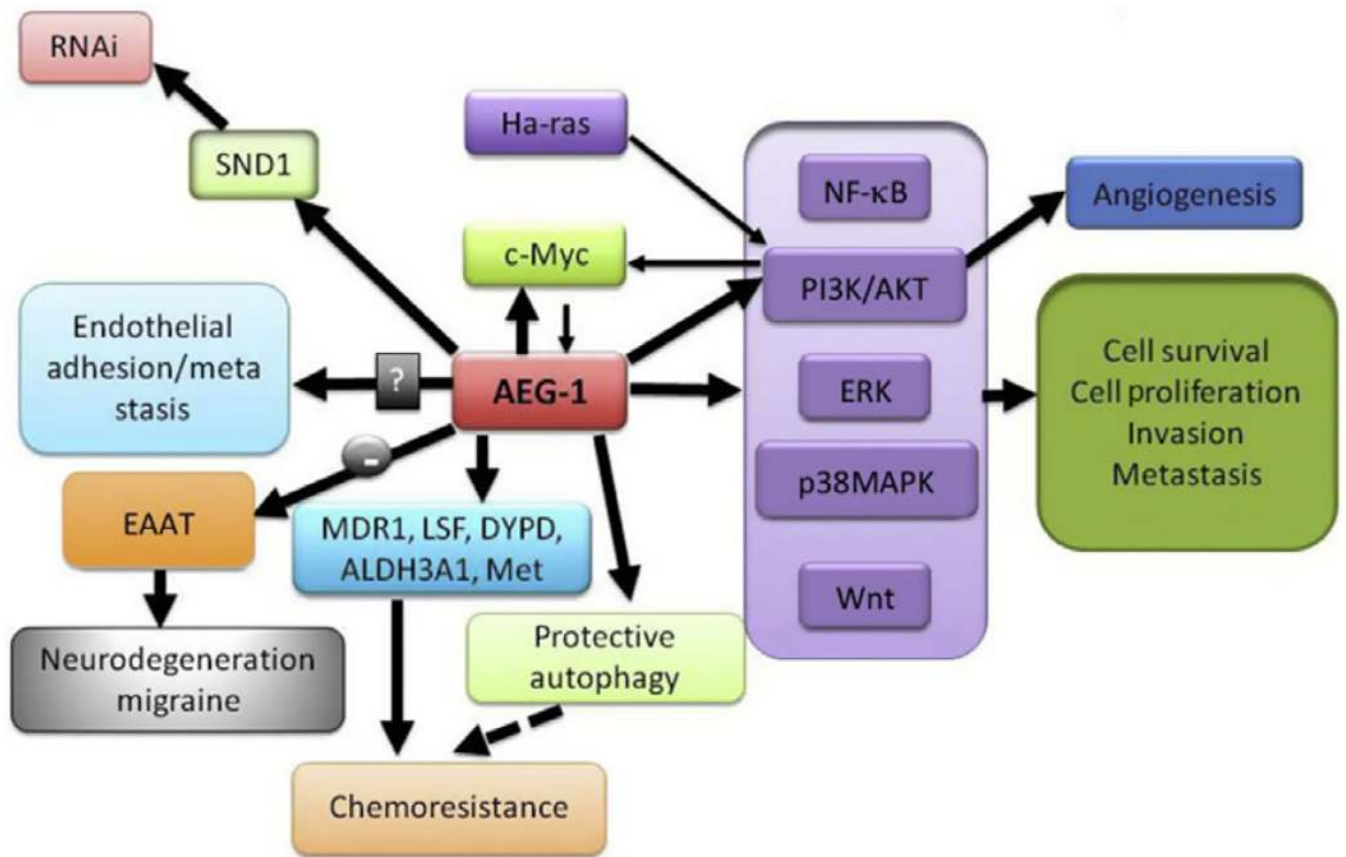 RNAi
Ha-ras
SND1
NF-κB
Angiogenesis
c-Myc
PI3K/AKT
Endothelial
adhesion/meta
stasis
?
AEG-1
ERK
Cell survival
Cell proliferation
Invasion
Metastasis
-
p38MAPK
EAAT
MDR1, LSF, DYPD,
ALDH3A1, Met
Wnt
Neurodegeneration
migraine
Protective
autophagy
Chemoresistance